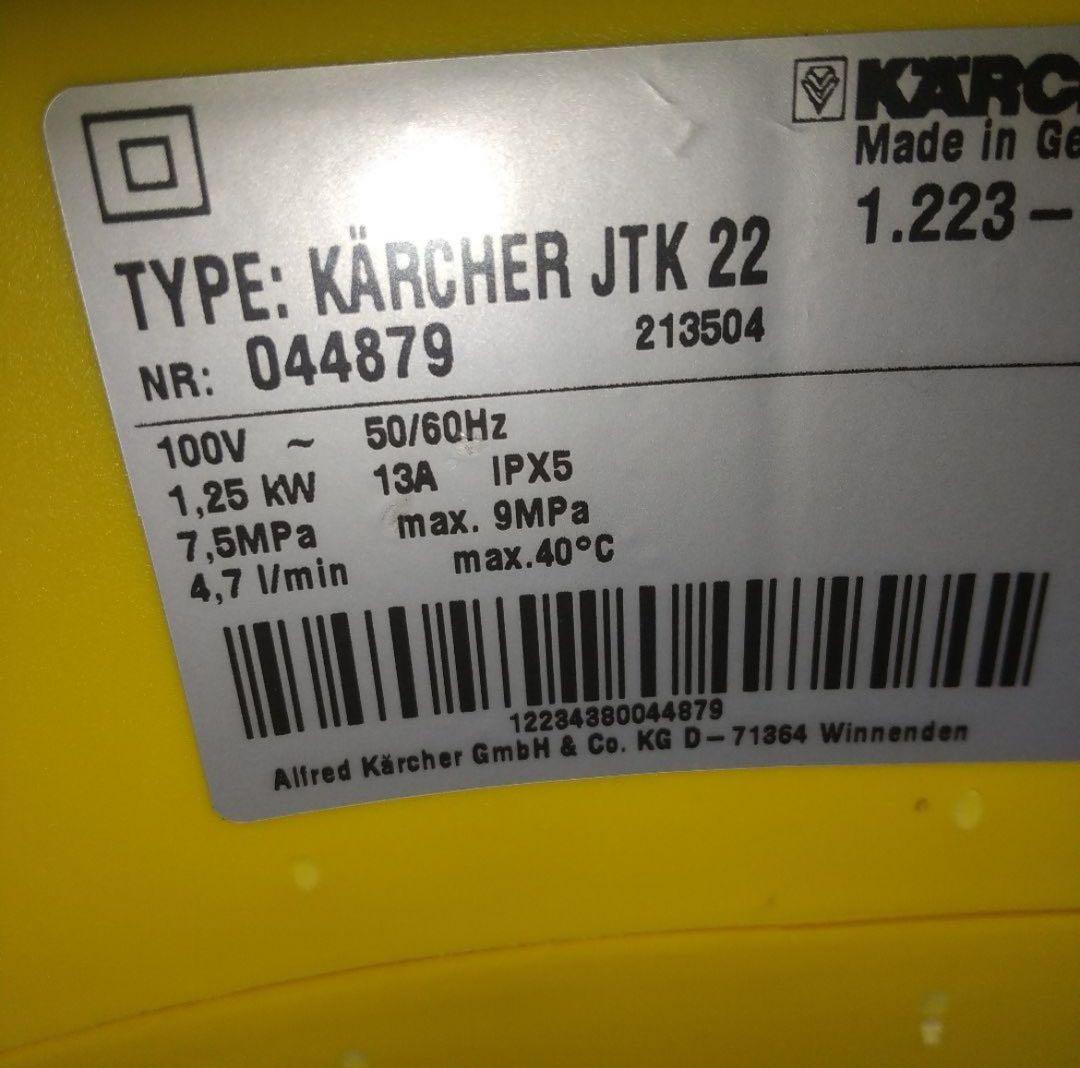 KÄRC
Made in Ge
1.223–
TYPE: KÄRCHER JTK 22
NR: 044879 213504
100V ~ 50/60Hz
1,25 kW 13A IPX5
7,5MPa max. 9MPa
4,7 l/min max.40°C
12234380044879
Alfred Kärcher GmbH & Co. KG D–71364 Winnenden